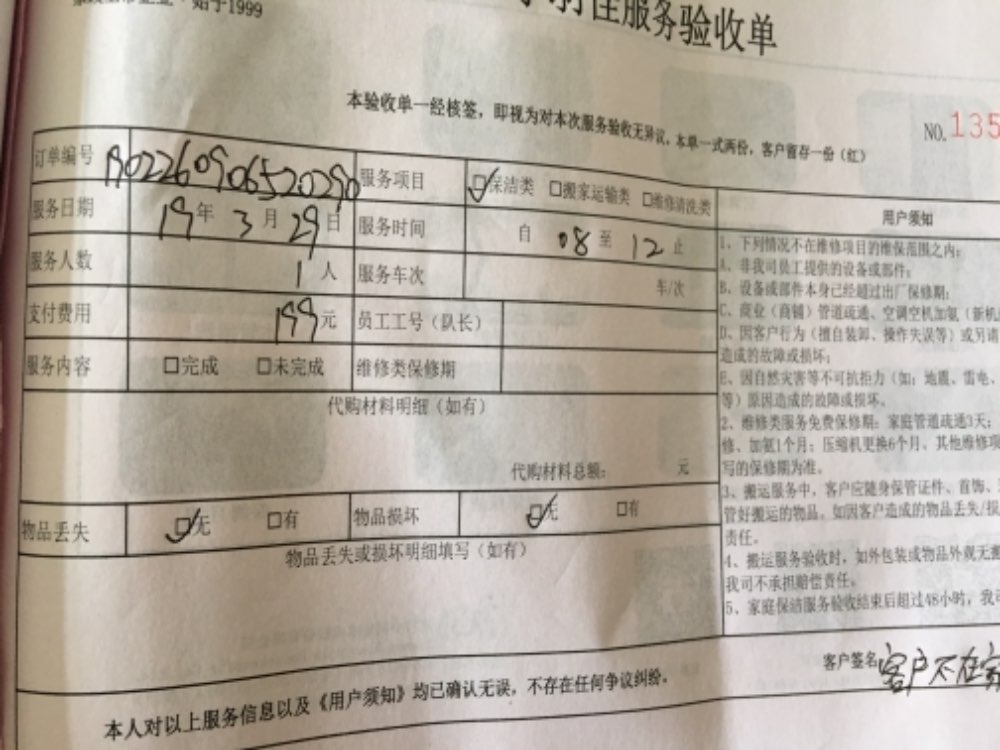 始于1999
服务验收单
本验收单一经核签，即视为对本次服务验收无异议，本单一式两份，客户留存一份（红）
NO.135
订单编号 A0226090652029
服务项目 保洁类 搬家运输类 维修清洗类
服务日期 19年3月29日
服务时间 自 08 至 12 止
服务人数 1人
服务车次 车/次
支付费用 199元
员工工号（队长）
服务内容 完成 未完成
维修类保修期
代购材料明细（如有）
代购材料总额： 元
物品丢失 无 有
物品损坏 无 有
物品丢失或损坏明细填写（如有）
用户须知
1、下列情况不在维修项目的维保范围之内：
A、非我司员工提供的设备或部件；
B、设备或部件本身已经超过出厂保修期；
C、商业（商铺）管道疏通、空调空机加氨（新机
D、因客户行为（擅自装卸、操作失误等）或另请
造成的故障或损坏；
E、因自然灾害等不可抗拒力（如：地震、雷电、
等）原因造成的故障或损坏。
2、维修类服务免费保修期：家庭管道疏通3天；
修、加氨1个月；压缩机更换6个月、其他维修项
写的保修期为准。
3、搬运服务中，客户应随身保管证件、首饰、
管好搬运的物品，如因客户造成的物品丢失/损
责任。
4、搬运服务验收时，如外包装或物品外观无
我司不承担赔偿责任。
5、家庭保洁服务验收结束后超过48小时，我
客户签名 客户不在家
本人对以上服务信息以及《用户须知》均已确认无误，不存在任何争议纠纷。